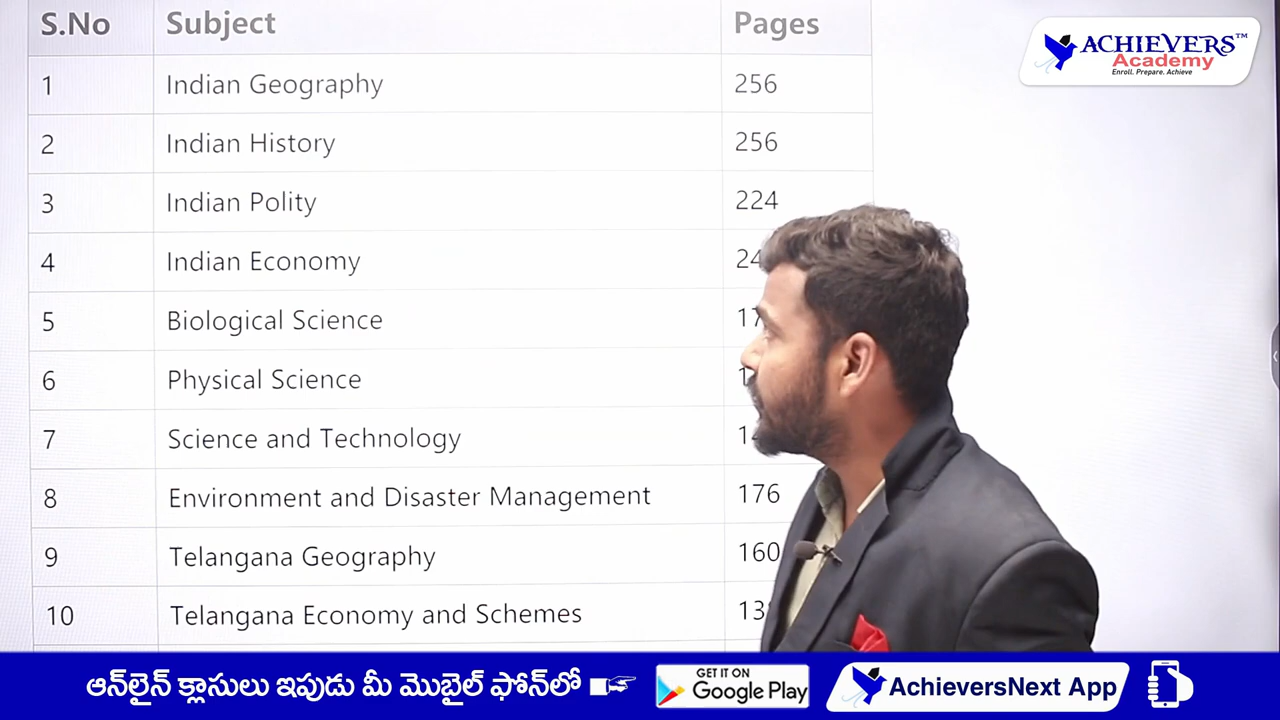 S.No Subject Pages
1 Indian Geography 256
2 Indian History 256
3 Indian Polity 224
4 Indian Economy
5 Biological Science
6 Physical Science
7 Science and Technology
8 Environment and Disaster Management 176
9 Telangana Geography 160
10 Telangana Economy and Schemes
ACHIEVERS™
Academy
Enroll. Prepare. Achieve
ఆన్‌లైన్ క్లాసులు ఇపుడు మీ మొబైల్ ఫోన్‌లో
GET IT ON
Google Play
AchieversNext App